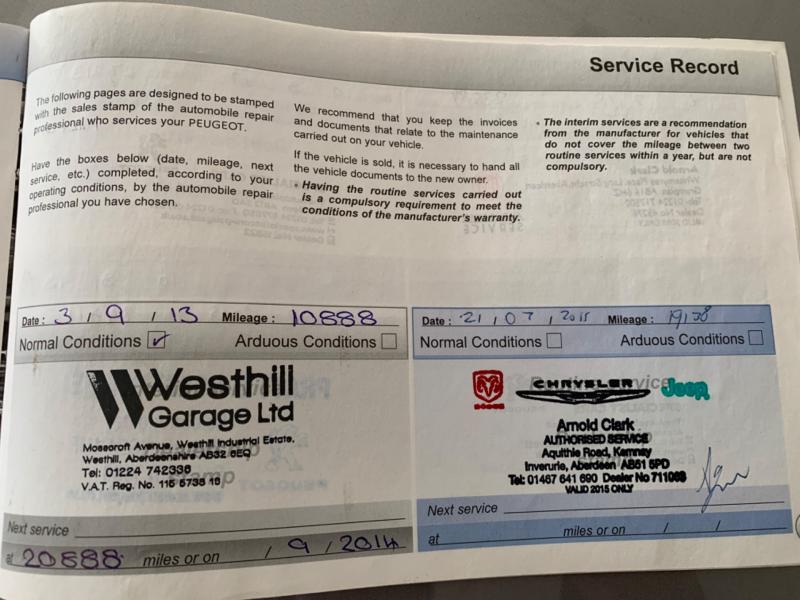 Service Record
The following pages are designed to be stamped
with the sales stamp of the automobile repair
professional who services your PEUGEOT.
Have the boxes below (date, mileage, next
service, etc.) completed, according to your
operating conditions, by the automobile repair
professional you have chosen.
We recommend that you keep the invoices
and documents that relate to the maintenance
carried out on your vehicle.
If the vehicle is sold, it is necessary to hand all
the vehicle documents to the new owner.
* Having the routine services carried out
is a compulsory requirement to meet the
conditions of the manufacturer's warranty.
* The interim services are a recommendation
from the manufacturer for vehicles that
do not cover the mileage between two
routine services within a year, but are not
compulsory.
Date : 3 / 9 / 13 Mileage : 10888
Normal Conditions ✓ Arduous Conditions
Westhill
Garage Ltd
Mosscroft Avenue, Westhill Industrial Estate.
Westhill, Aberdeenshire AB32 6EQ
Tel: 01224 742336
V.A.T. Reg. No. 115 5735 16
Next service
at 20888 miles or on / 9 / 2014
Date : 21 / 07 / 2015 Mileage :
Normal Conditions Arduous Conditions
DODGE CHRYSLER Jeep
Arnold Clark
AUTHORISED SERVICE
Aquithie Road, Kemnay
Inverurie, Aberdeen AB51 5PD
Tel: 01467 641 690 Dealer No
VALID 2015 ONLY
Next service
at miles or on / /